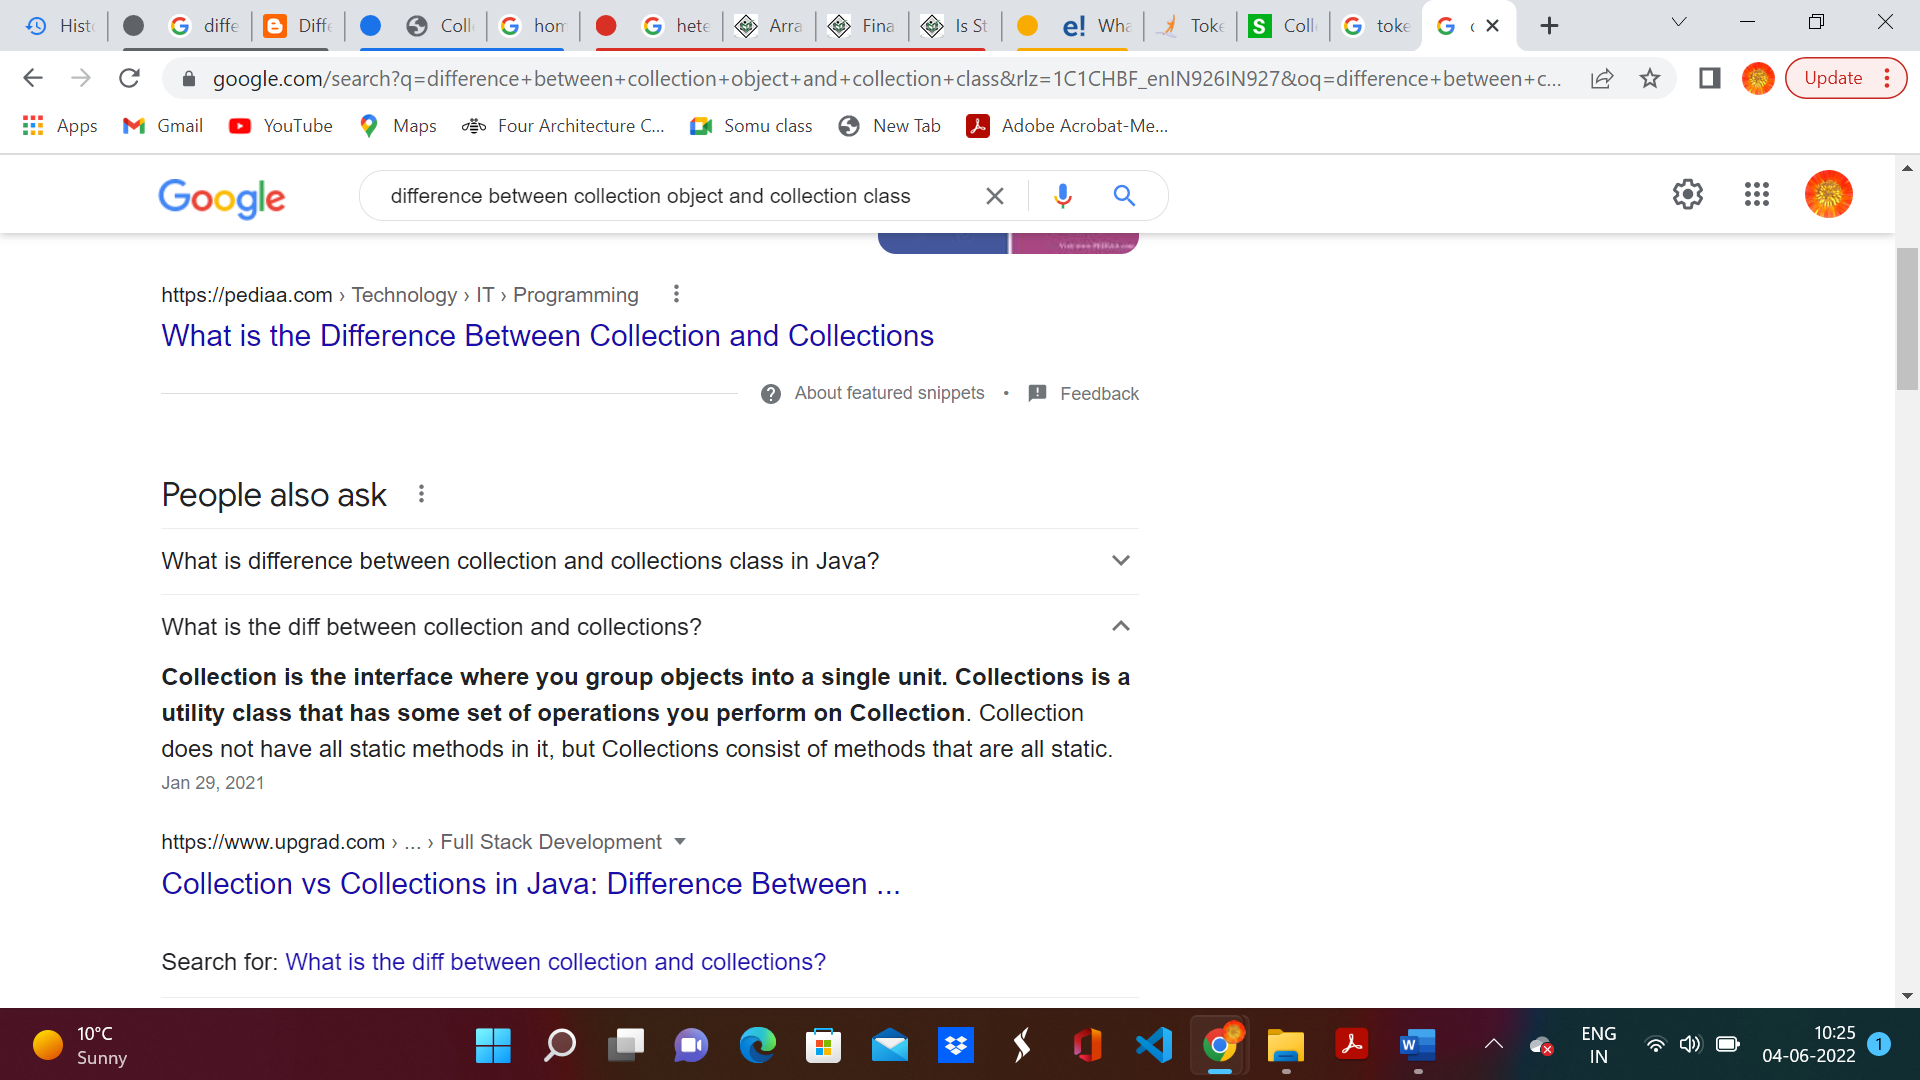 Histo
diffe
Diffe
Coll
hom
hete
Arra
Fina
Is St
e! Wha
Toke
S Coll
toke
google.com/search?q=difference+between+collection+object+and+collection+class&rlz=1C1CHBF_enIN926IN927&oq=difference+between+c...
Update
Apps
Gmail
YouTube
Maps
Four Architecture C...
Somu class
New Tab
Adobe Acrobat-Me...
Google
difference between collection object and collection class
Visit www.PEDIAA.com
https://pediaa.com › Technology › IT › Programming
What is the Difference Between Collection and Collections
About featured snippets • Feedback
People also ask
What is difference between collection and collections class in Java?
What is the diff between collection and collections?
Collection is the interface where you group objects into a single unit. Collections is a
utility class that has some set of operations you perform on Collection. Collection
does not have all static methods in it, but Collections consist of methods that are all static.
Jan 29, 2021
https://www.upgrad.com › ... › Full Stack Development
Collection vs Collections in Java: Difference Between ...
Search for: What is the diff between collection and collections?
10°C
Sunny
ENG
IN
10:25
04-06-2022
1